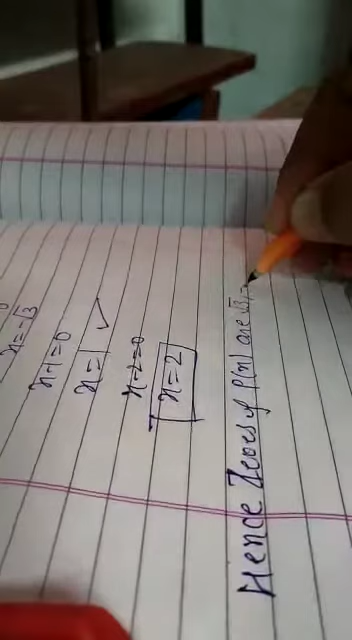 x = -√3
x-1=0
x=1 ✓
x-2=0
x=2
Hence Zeroes of P(x) are √3, -